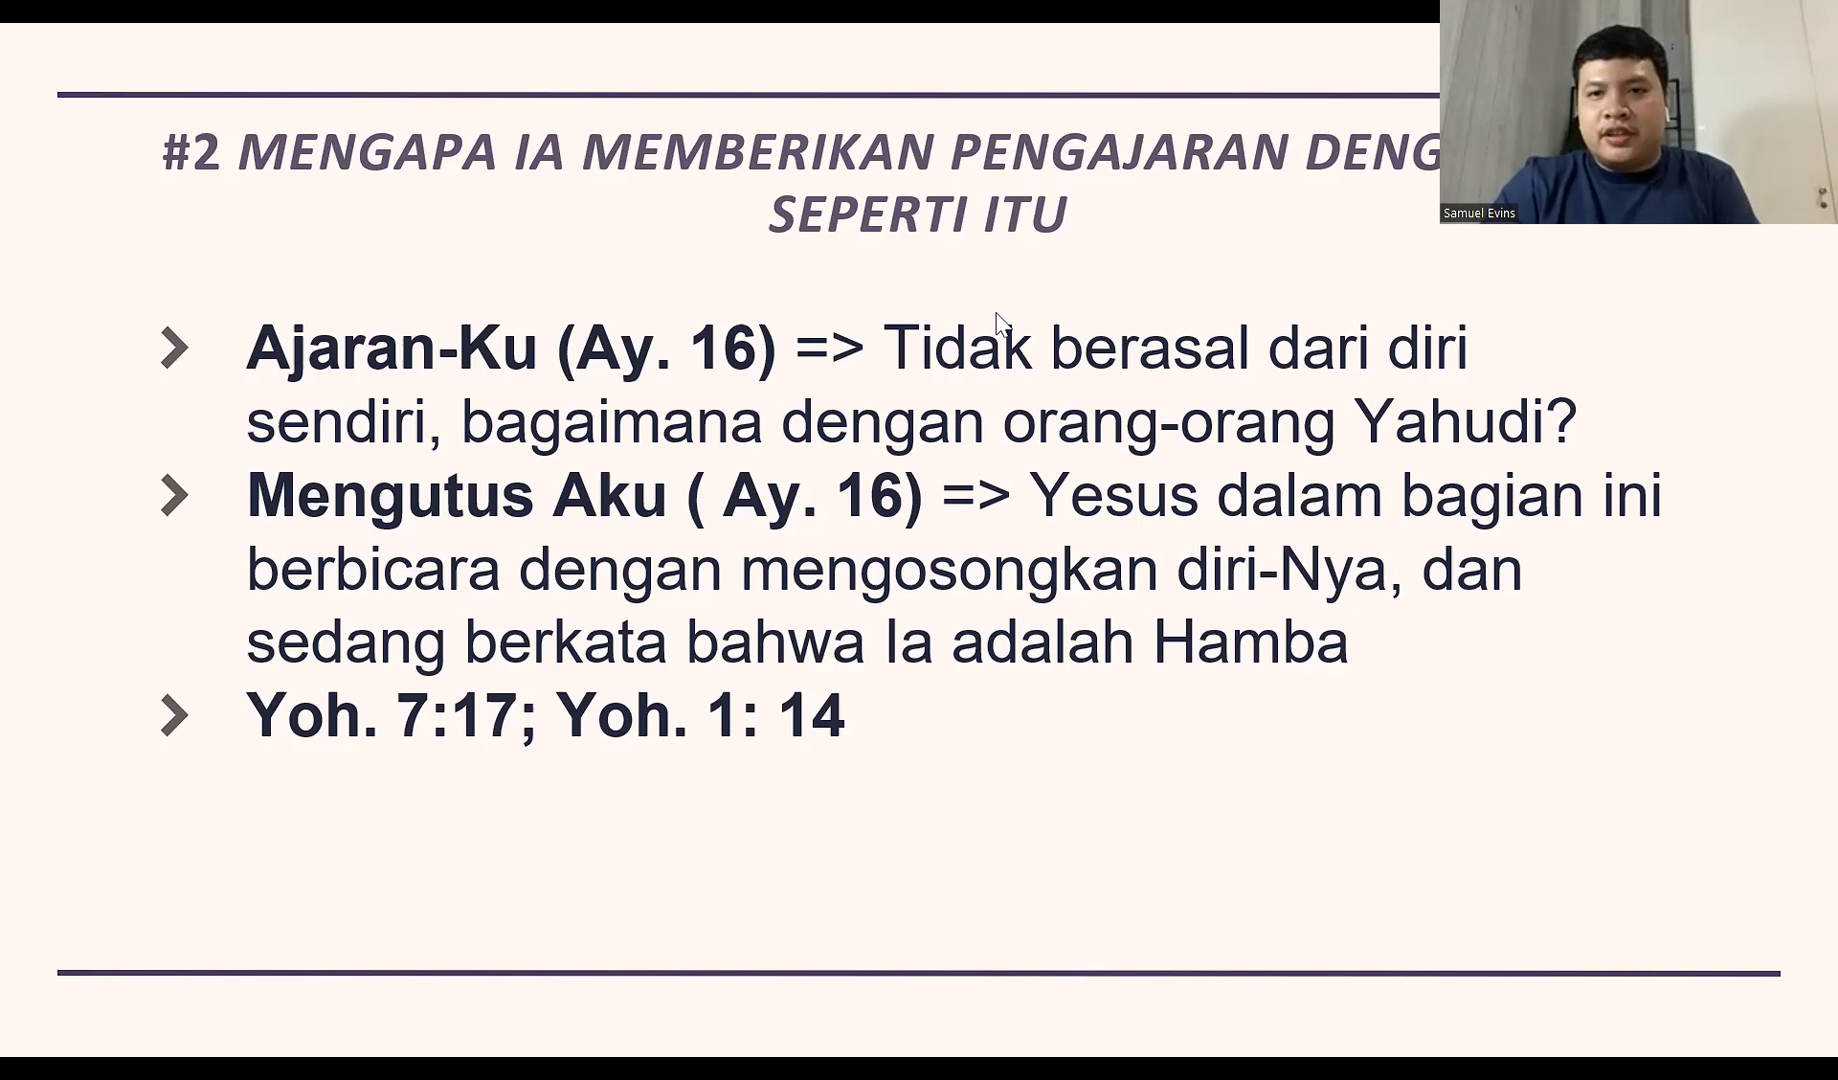 #2 MENGAPA IA MEMBERIKAN PENGAJARAN
SEPERTI ITU
Samuel Evins
Ajaran-Ku (Ay. 16) => Tidak berasal dari diri
sendiri, bagaimana dengan orang-orang Yahudi?
Mengutus Aku ( Ay. 16) => Yesus dalam bagian ini
berbicara dengan mengosongkan diri-Nya, dan
sedang berkata bahwa Ia adalah Hamba
Yoh. 7:17; Yoh. 1: 14